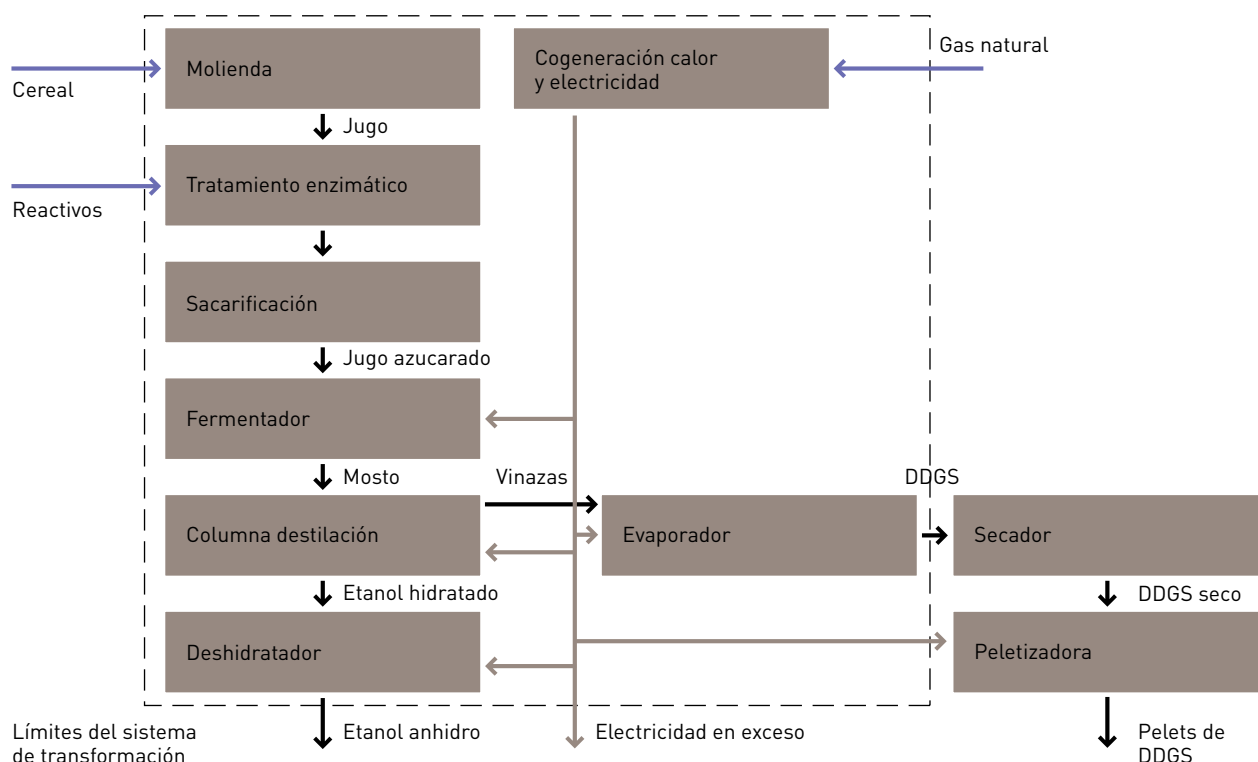 Gas natural
Molienda
Cogeneración calor
y electricidad
Cereal
Jugo
Tratamiento enzimático
Reactivos
Sacarificación
Jugo azucarado
Fermentador
Mosto
Vinazas
DDGS
Columna destilación
Evaporador
Secador
Etanol hidratado
DDGS seco
Deshidratador
Peletizadora
Límites del sistema
de transformación
Etanol anhidro
Electricidad en exceso
Pelets de
DDGS